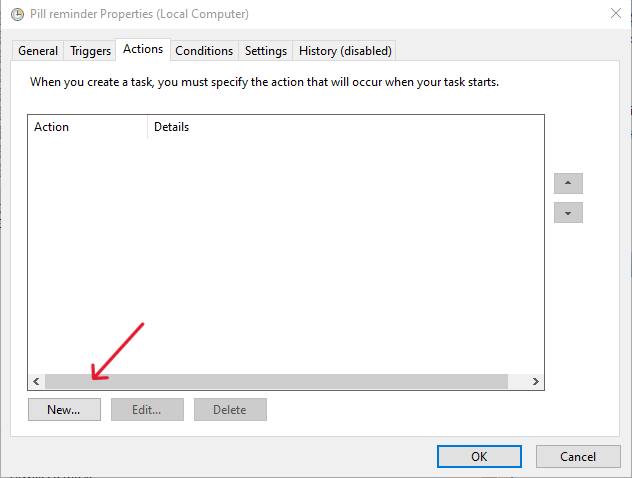 Pill reminder Properties (Local Computer)
General Triggers Actions Conditions Settings History (disabled)
When you create a task, you must specify the action that will occur when your task starts.
Action Details
New... Edit... Delete
OK Cancel